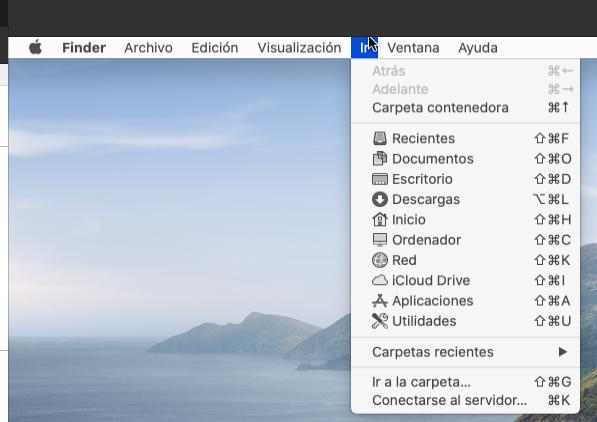 Finder Archivo Edición Visualización Ir Ventana Ayuda
Atrás ⌘←
Adelante ⌘→
Carpeta contenedora ⌘↑
Recientes ⇧⌘F
Documentos ⇧⌘O
Escritorio ⇧⌘D
Descargas ⌥⌘L
Inicio ⇧⌘H
Ordenador ⇧⌘C
Red ⇧⌘K
iCloud Drive ⇧⌘I
Aplicaciones ⇧⌘A
Utilidades ⇧⌘U
Carpetas recientes ▶
Ir a la carpeta... ⇧⌘G
Conectarse al servidor... ⌘K